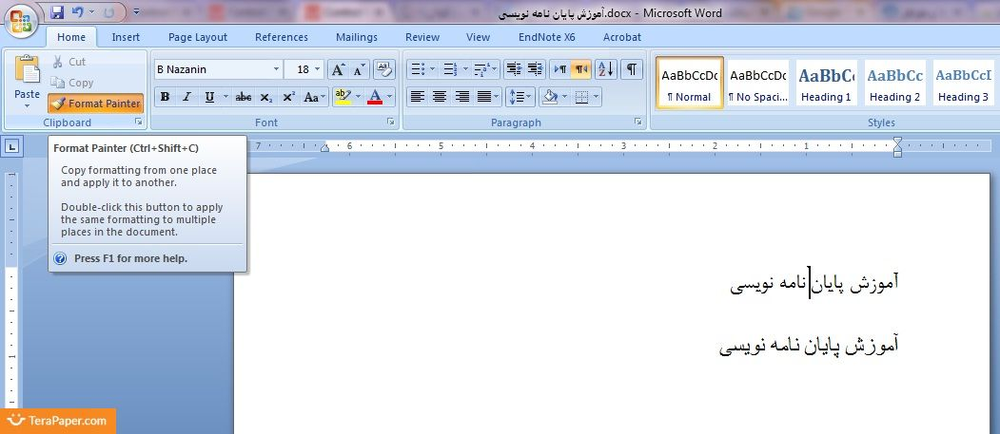 آموزش پایان نامه نویسی.docx - Microsoft Word
Home Insert Page Layout References Mailings Review View EndNote X6 Acrobat
Paste
Cut
Copy
Format Painter
Clipboard
B Nazanin 18
Font
Paragraph
AaBbCcDc AaBbCcDc AaBbC AaBbCc AaBbCcI
¶ Normal ¶ No Spaci... Heading 1 Heading 2 Heading 3
Styles
Format Painter (Ctrl+Shift+C)
Copy formatting from one place
and apply it to another.
Double-click this button to apply
the same formatting to multiple
places in the document.
Press F1 for more help.
7 6 5 4 3 2 1
آموزش پایان نامه نویسی
آموزش پایان نامه نویسی
TeraPaper.com